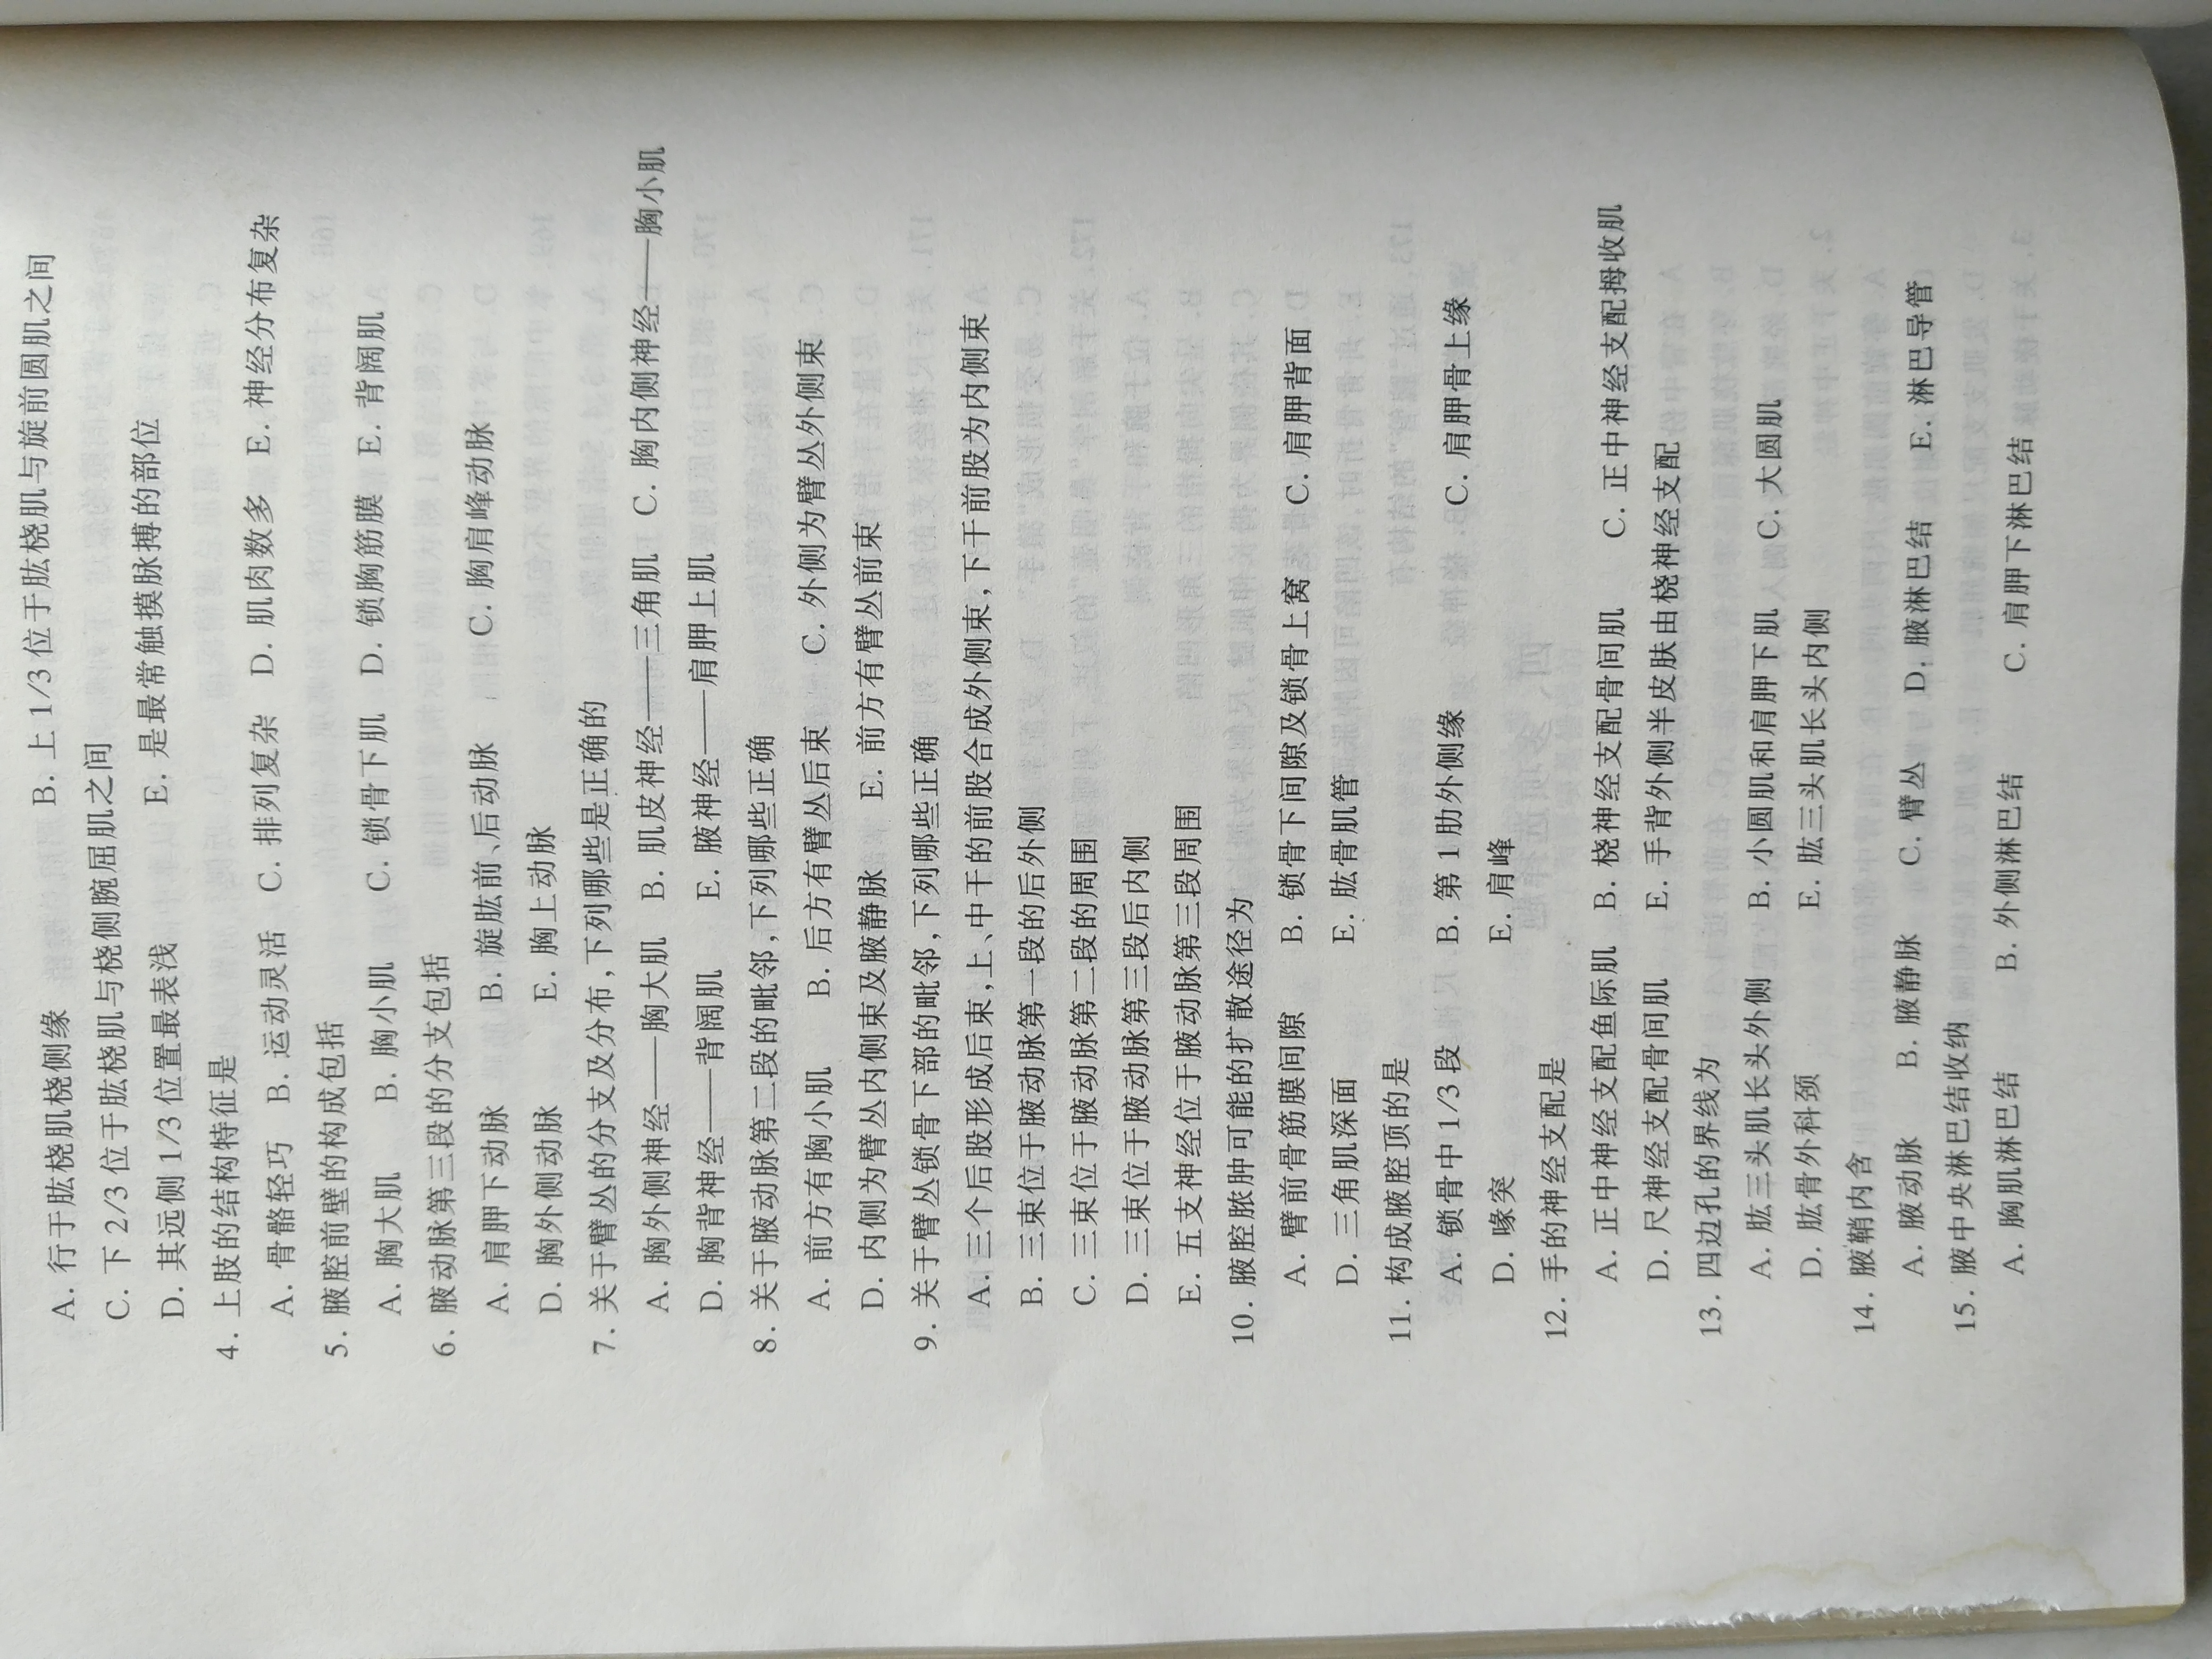 A. 行于肱桡肌桡侧缘 B. 上 1/3 位于肱桡肌与旋前圆肌之间
C. 下 2/3 位于肱桡肌与桡侧腕屈肌之间
D. 其远侧 1/3 位置最表浅 E. 是最常触摸脉搏的部位
4. 上肢的结构特征是
A. 骨骼轻巧 B. 运动灵活 C. 排列复杂 D. 肌肉数多 E. 神经分布复杂
5. 腋腔前壁的构成包括
A. 胸大肌 B. 胸小肌 C. 锁骨下肌 D. 锁胸筋膜 E. 背阔肌
6. 腋动脉第三段的分支包括
A. 肩胛下动脉 B. 旋肱前、后动脉 C. 胸肩峰动脉
D. 胸外侧动脉 E. 胸上动脉
7. 关于臂丛的分支及分布,下列哪些是正确的
A. 胸外侧神经——胸大肌 B. 肌皮神经——三角肌 C. 胸内侧神经——胸小肌
D. 胸背神经——背阔肌 E. 腋神经——肩胛上肌
8. 关于腋动脉第二段的毗邻,下列哪些正确
A. 前方有胸小肌 B. 后方有臂丛后束 C. 外侧为臂丛外侧束
D. 内侧为臂丛内侧束及腋静脉 E. 前方有臂丛前束
9. 关于臂丛锁骨下部的毗邻,下列哪些正确
A. 三个后股形成后束,上、中干的前股合成外侧束,下干前股为内侧束
B. 三束位于腋动脉第一段的后外侧
C. 三束位于腋动脉第二段的周围
D. 三束位于腋动脉第三段后内侧
E. 五支神经位于腋动脉第三段周围
10. 腋腔脓肿可能的扩散途径为
A. 臂前骨筋膜间隙 B. 锁骨下间隙及锁骨上窝 C. 肩胛背面
D. 三角肌深面 E. 肱骨肌管
11. 构成腋腔顶的是
A. 锁骨中 1/3 段 B. 第 1 肋外侧缘 C. 肩胛骨上缘
D. 喙突 E. 肩峰
12. 手的神经支配是
A. 正中神经支配鱼际肌 B. 桡神经支配骨间肌 C. 正中神经支配拇收肌
D. 尺神经支配骨间肌 E. 手背外侧半皮肤由桡神经支配
13. 四边孔的界线为
A. 肱三头肌长头外侧 B. 小圆肌和肩胛下肌 C. 大圆肌
D. 肱骨外科颈 E. 肱三头肌长头内侧
14. 腋鞘内含
A. 腋动脉 B. 腋静脉 C. 臂丛 D. 腋淋巴结 E. 淋巴导管
15. 腋中央淋巴结收纳
A. 胸肌淋巴结 B. 外侧淋巴结 C. 肩胛下淋巴结